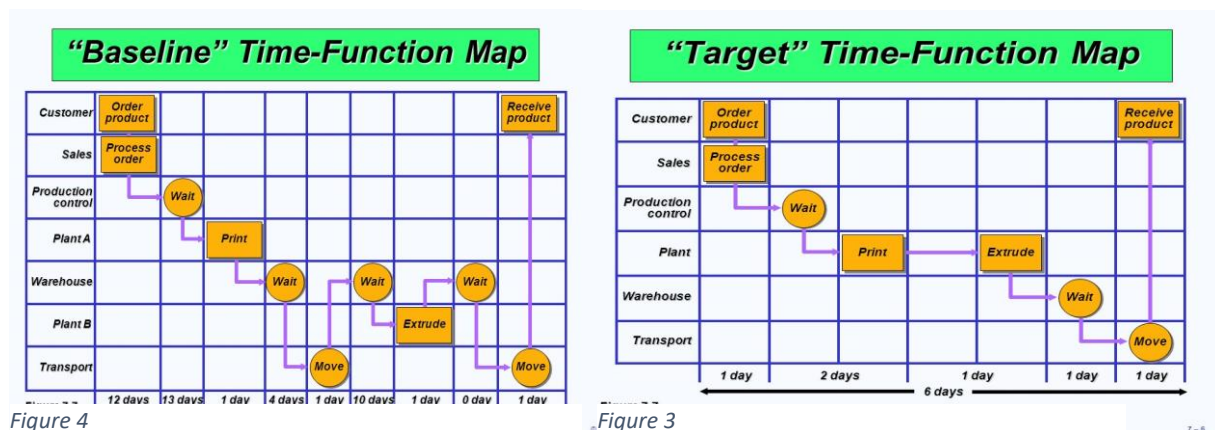 “Baseline” Time-Function Map
Customer
Order
product
Receive
product
Sales
Process
order
Production
control
Wait
Plant A
Print
Warehouse
Wait
Wait
Wait
Plant B
Extrude
Transport
Move
Move
12 days 13 days 1 day 4 days 1 day 10 days 1 day 0 day 1 day
Figure 4
“Target” Time-Function Map
Customer
Order
product
Receive
product
Sales
Process
order
Production
control
Wait
Plant
Print
Extrude
Warehouse
Wait
Transport
Move
1 day 2 days 1 day 1 day 1 day
6 days
Figure 3